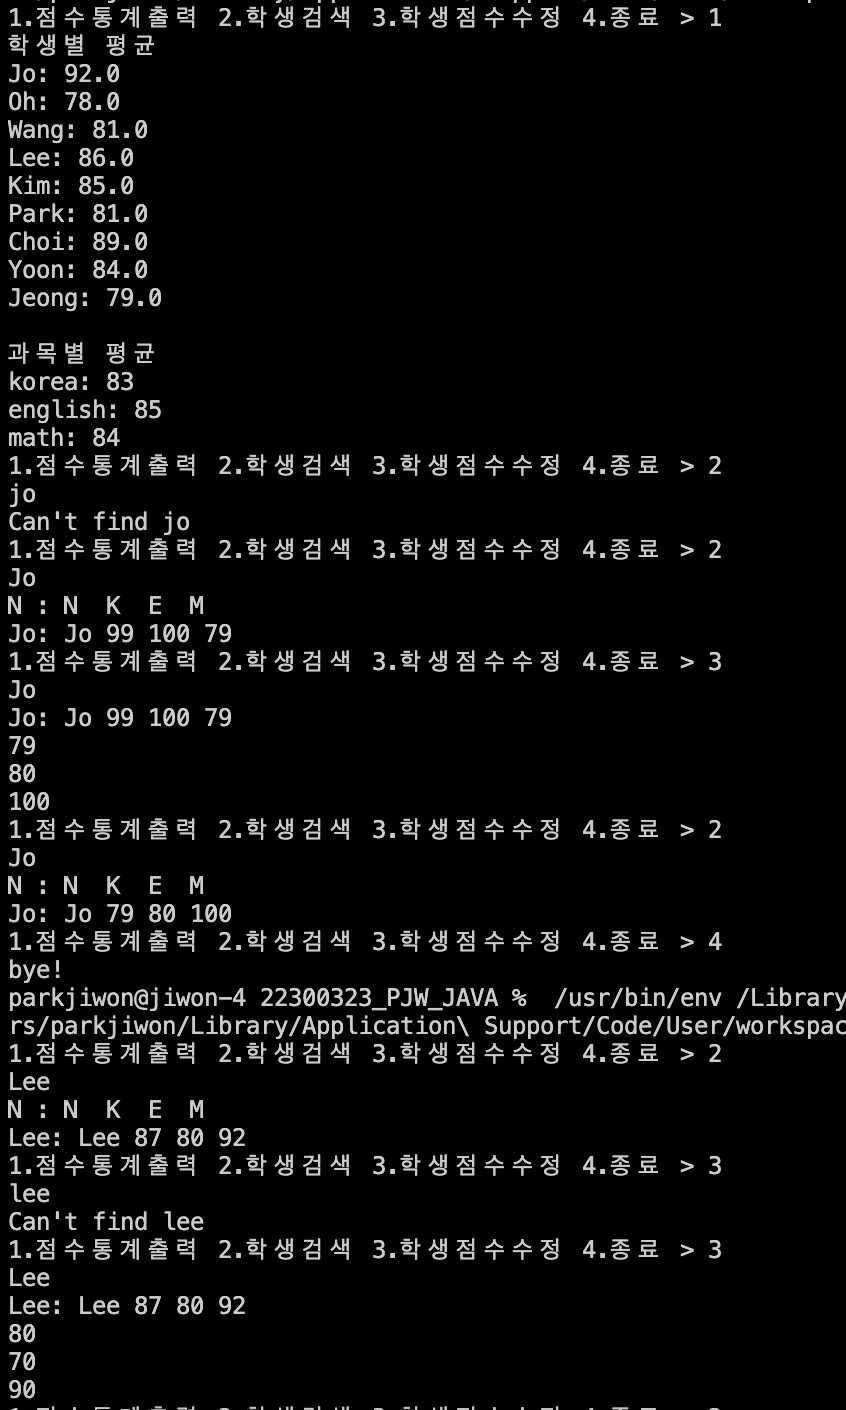 1.점수통계출력 2.학생검색 3.학생점수수정 4.종료 > 1
학생별 평균
Jo: 92.0
Oh: 78.0
Wang: 81.0
Lee: 86.0
Kim: 85.0
Park: 81.0
Choi: 89.0
Yoon: 84.0
Jeong: 79.0
과목별 평균
korea: 83
english: 85
math: 84
1.점수통계출력 2.학생검색 3.학생점수수정 4.종료 > 2
jo
Can't find jo
1.점수통계출력 2.학생검색 3.학생점수수정 4.종료 > 2
Jo
N : N  K  E  M
Jo: Jo 99 100 79
1.점수통계출력 2.학생검색 3.학생점수수정 4.종료 > 3
Jo
Jo: Jo 99 100 79
79
80
100
1.점수통계출력 2.학생검색 3.학생점수수정 4.종료 > 2
Jo
N : N  K  E  M
Jo: Jo 79 80 100
1.점수통계출력 2.학생검색 3.학생점수수정 4.종료 > 4
bye!
parkjiwon@jiwon-4 22300323_PJW_JAVA %  /usr/bin/env /Library
rs/parkjiwon/Library/Application\ Support/Code/User/workspac
1.점수통계출력 2.학생검색 3.학생점수수정 4.종료 > 2
Lee
N : N  K  E  M
Lee: Lee 87 80 92
1.점수통계출력 2.학생검색 3.학생점수수정 4.종료 > 3
lee
Can't find lee
1.점수통계출력 2.학생검색 3.학생점수수정 4.종료 > 3
Lee
Lee: Lee 87 80 92
80
70
90